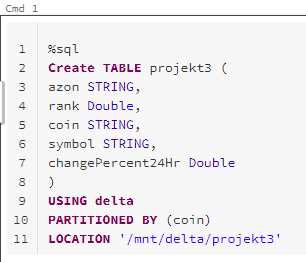 Cmd 1
1 %sql
2 Create TABLE projekt3 (
3 azon STRING,
4 rank Double,
5 coin STRING,
6 symbol STRING,
7 changePercent24Hr Double
8 )
9 USING delta
10 PARTITIONED BY (coin)
11 LOCATION '/mnt/delta/projekt3'